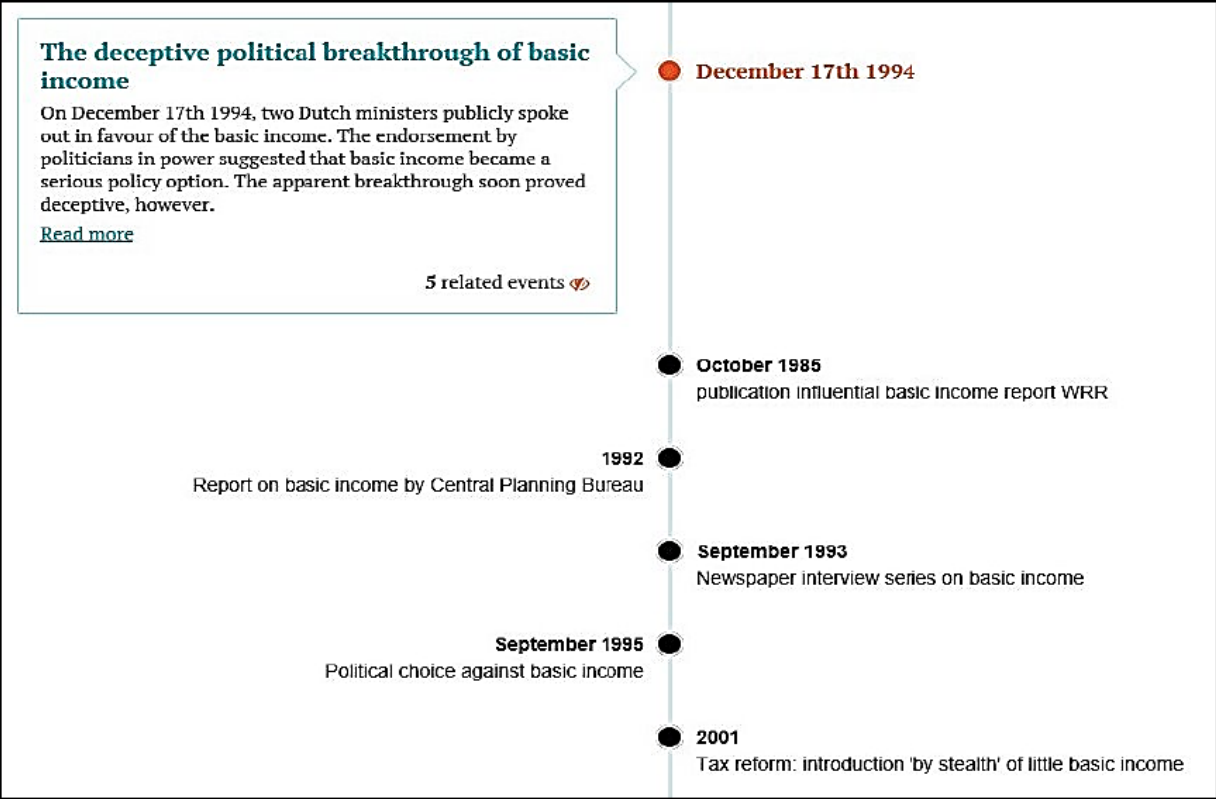 The deceptive political breakthrough of basic
income
On December 17th 1994, two Dutch ministers publicly spoke
out in favour of the basic income. The endorsement by
politicians in power suggested that basic income became a
serious policy option. The apparent breakthrough soon proved
deceptive, however.
Read more
5 related events
December 17th 1994
October 1985
publication influential basic income report WRR
1992
Report on basic income by Central Planning Bureau
September 1993
Newspaper interview series on basic income
September 1995
Political choice against basic income
2001
Tax reform: introduction 'by stealth' of little basic income